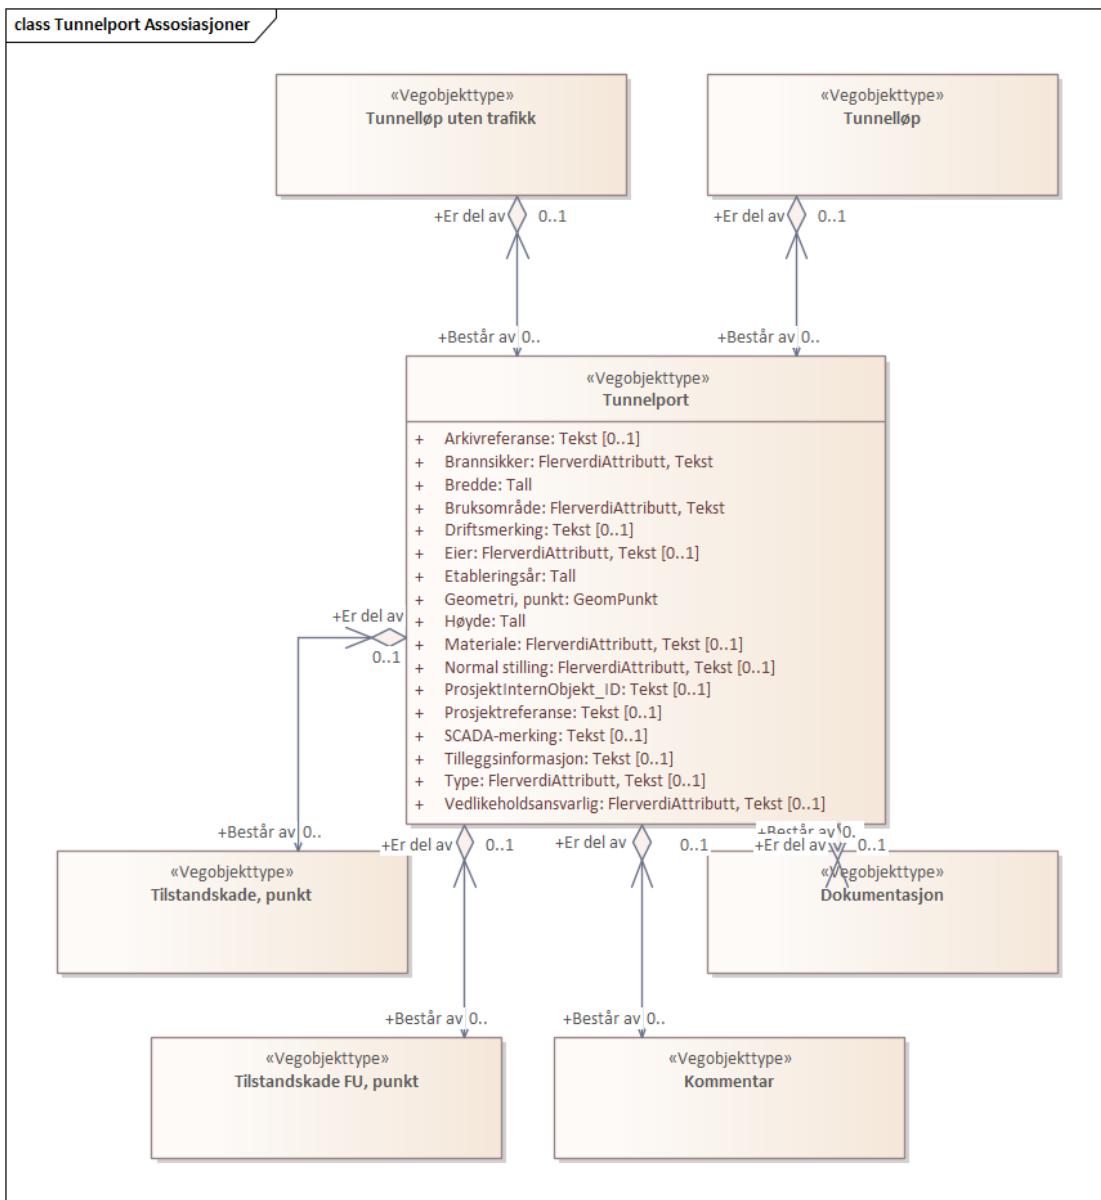 class Tunnelport Assosiasjoner
«Vegobjekttype»
Tunnelløp uten trafikk
«Vegobjekttype»
Tunnelløp
+Er del av 0..1
+Er del av 0..1
+Består av 0..
+Består av 0..
«Vegobjekttype»
Tunnelport
+ Arkivreferanse: Tekst [0..1]
+ Brannsikker: FlerverdiAttributt, Tekst
+ Bredde: Tall
+ Bruksområde: FlerverdiAttributt, Tekst
+ Driftsmerking: Tekst [0..1]
+ Eier: FlerverdiAttributt, Tekst [0..1]
+ Etableringsår: Tall
+ Geometri, punkt: GeomPunkt
+ Høyde: Tall
+ Materiale: FlerverdiAttributt, Tekst [0..1]
+ Normal stilling: FlerverdiAttributt, Tekst [0..1]
+ ProsjektInternObjekt_ID: Tekst [0..1]
+ Prosjektreferanse: Tekst [0..1]
+ SCADA-merking: Tekst [0..1]
+ Tilleggsinformasjon: Tekst [0..1]
+ Type: FlerverdiAttributt, Tekst [0..1]
+ Vedlikeholdsansvarlig: FlerverdiAttributt, Tekst [0..1]
+Er del av
0..1
+Består av 0..
+Er del av 0..1
+Er del av 0..1
+Består av 0.
+Er del av 0..1
«Vegobjekttype»
Tilstandskade, punkt
«Vegobjekttype»
Dokumentasjon
+Består av 0..
+Består av 0..
«Vegobjekttype»
Tilstandskade FU, punkt
«Vegobjekttype»
Kommentar